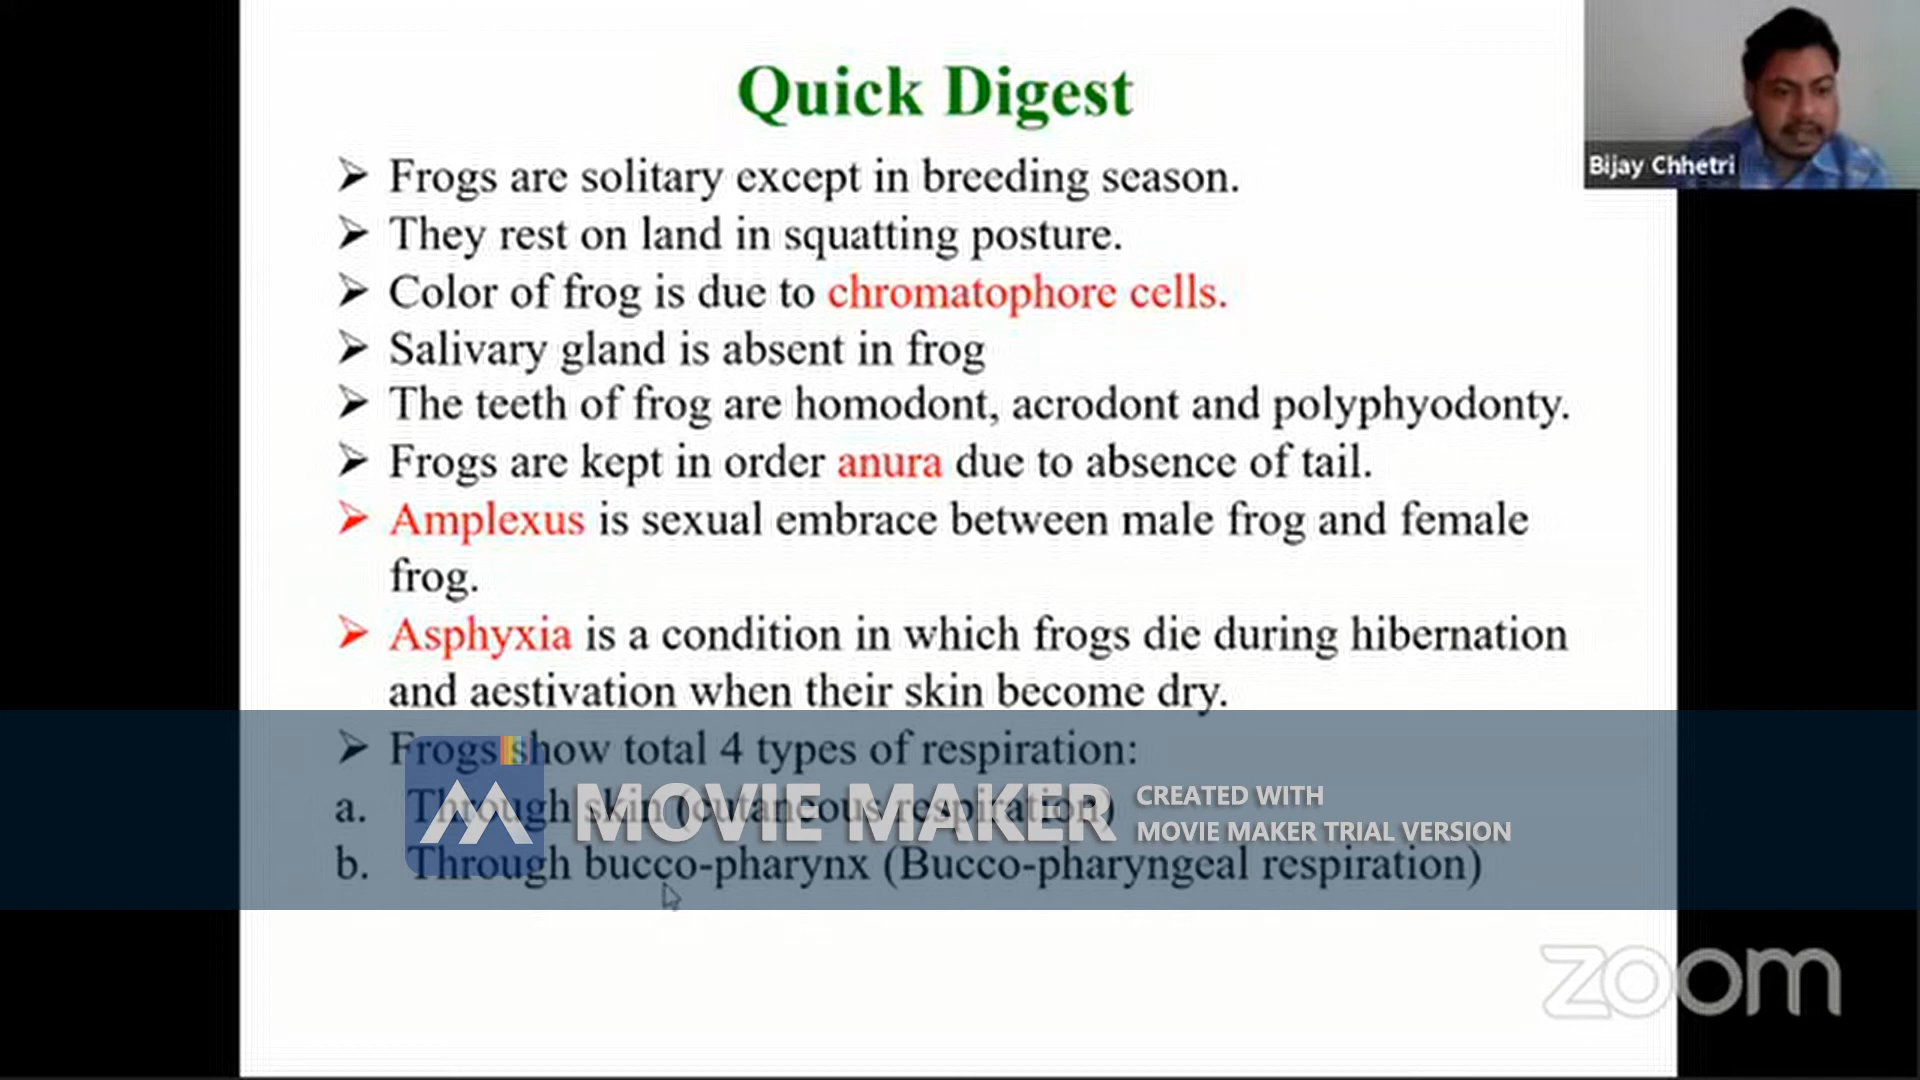 Quick Digest
➢ Frogs are solitary except in breeding season.
➢ They rest on land in squatting posture.
➢ Color of frog is due to chromatophore cells.
➢ Salivary gland is absent in frog
➢ The teeth of frog are homodont, acrodont and polyphyodonty.
➢ Frogs are kept in order anura due to absence of tail.
➢ Amplexus is sexual embrace between male frog and female
frog.
➢ Asphyxia is a condition in which frogs die during hibernation
and aestivation when their skin become dry.
➢ Frogs show total 4 types of respiration:
a. Through skin (cutaneous respiration)
b. Through bucco-pharynx (Bucco-pharyngeal respiration)
Bijay Chhetri
MOVIE MAKER
CREATED WITH
MOVIE MAKER TRIAL VERSION
zoom